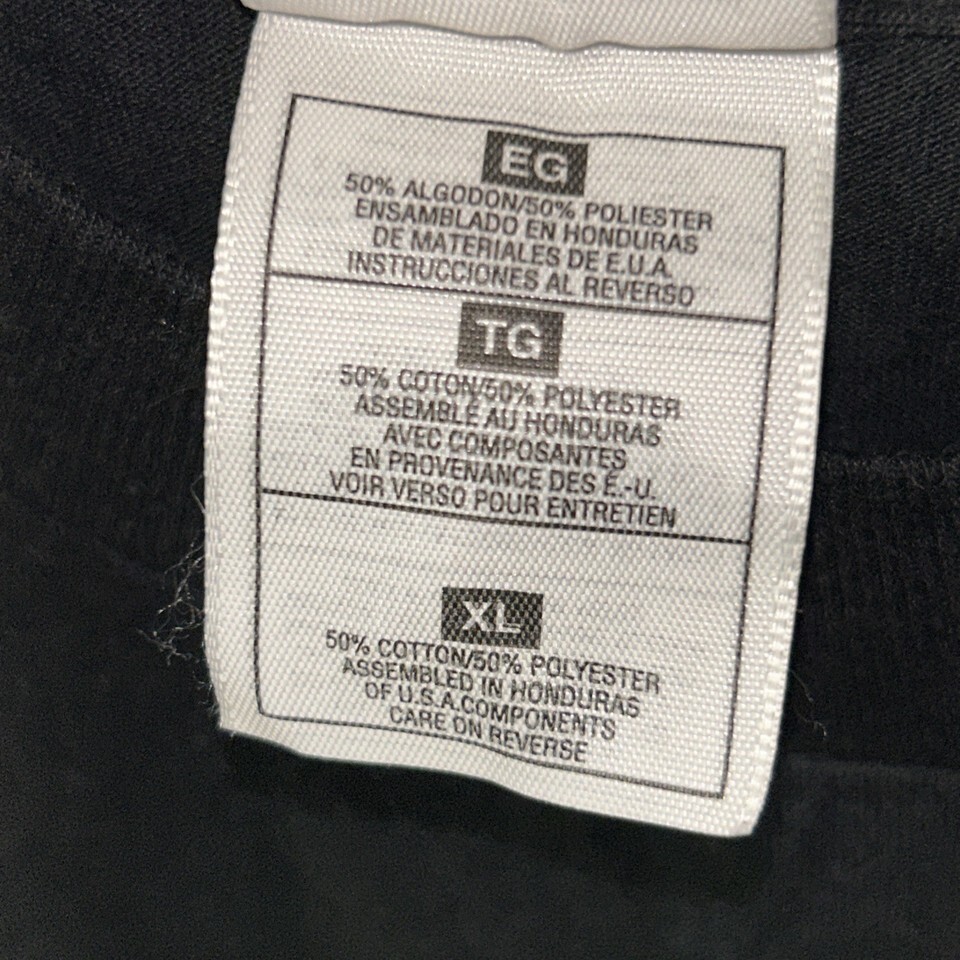 EG
50% ALGODON/50% POLIESTER
ENSAMBLADO EN HONDURAS
DE MATERIALES DE E.U.A.
INSTRUCCIONES AL REVERSO
TG
50% COTON/50% POLYESTER
ASSEMBLÉ AU HONDURAS
AVEC COMPOSANTES
EN PROVENANCE DES É.-U.
VOIR VERSO POUR ENTRETIEN
XL
50% COTTON/50% POLYESTER
ASSEMBLED IN HONDURAS
OF U.S.A.COMPONENTS
CARE ON REVERSE